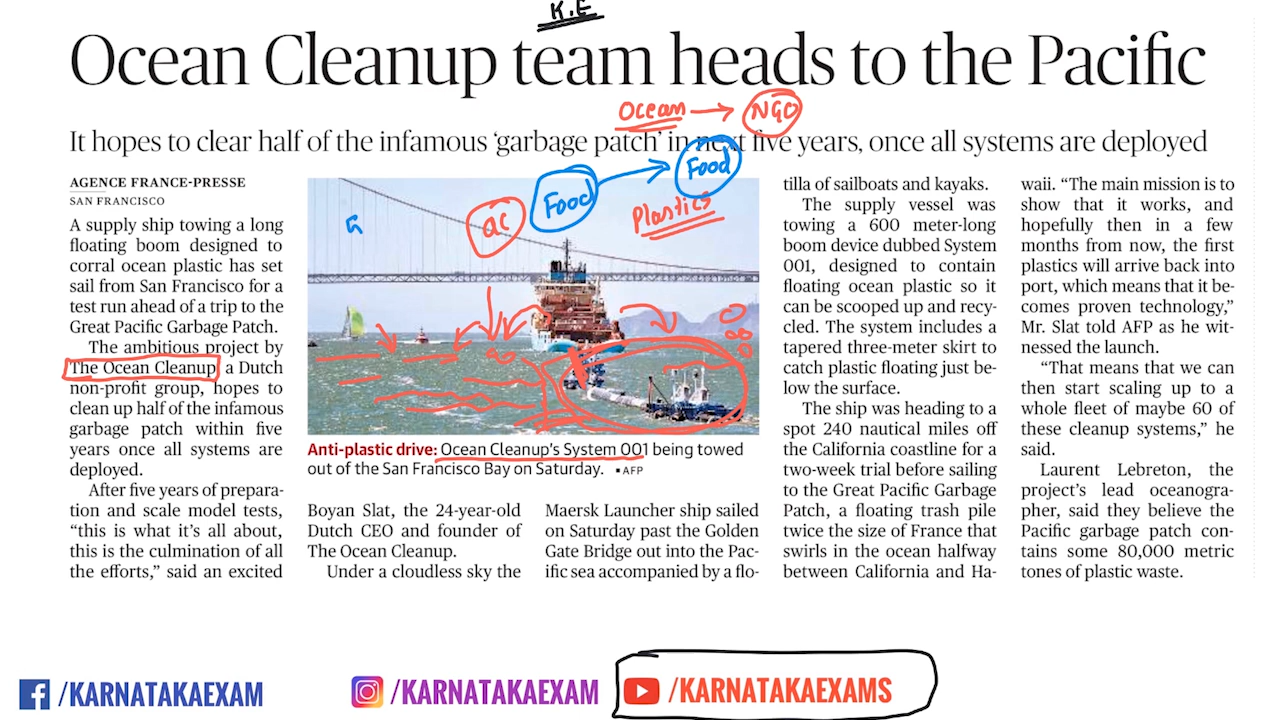 K.E
Ocean Cleanup team heads to the Pacific
Ocean → NGO
It hopes to clear half of the infamous ‘garbage patch’ in next five years, once all systems are deployed
Food → Food
Plastics
ac
G
AGENCE FRANCE-PRESSE
SAN FRANCISCO
A supply ship towing a long
floating boom designed to
corral ocean plastic has set
sail from San Francisco for a
test run ahead of a trip to the
Great Pacific Garbage Patch.
The ambitious project by
The Ocean Cleanup, a Dutch
non-profit group, hopes to
clean up half of the infamous
garbage patch within five
years once all systems are
deployed.
After five years of prepara-
tion and scale model tests,
“this is what it’s all about,
this is the culmination of all
the efforts,” said an excited
Anti-plastic drive: Ocean Cleanup’s System 001 being towed
out of the San Francisco Bay on Saturday. ▪AFP
Boyan Slat, the 24-year-old
Dutch CEO and founder of
The Ocean Cleanup.
Under a cloudless sky the
Maersk Launcher ship sailed
on Saturday past the Golden
Gate Bridge out into the Pac-
ific sea accompanied by a flo-
tilla of sailboats and kayaks.
The supply vessel was
towing a 600 meter-long
boom device dubbed System
001, designed to contain
floating ocean plastic so it
can be scooped up and recy-
cled. The system includes a
tapered three-meter skirt to
catch plastic floating just be-
low the surface.
The ship was heading to a
spot 240 nautical miles off
the California coastline for a
two-week trial before sailing
to the Great Pacific Garbage
Patch, a floating trash pile
twice the size of France that
swirls in the ocean halfway
between California and Ha-
waii. “The main mission is to
show that it works, and
hopefully then in a few
months from now, the first
plastics will arrive back into
port, which means that it be-
comes proven technology,”
Mr. Slat told AFP as he wit-
nessed the launch.
“That means that we can
then start scaling up to a
whole fleet of maybe 60 of
these cleanup systems,” he
said.
Laurent Lebreton, the
project’s lead oceanogra-
pher, said they believe the
Pacific garbage patch con-
tains some 80,000 metric
tones of plastic waste.
/KARNATAKAEXAM
/KARNATAKAEXAM
/KARNATAKAEXAMS